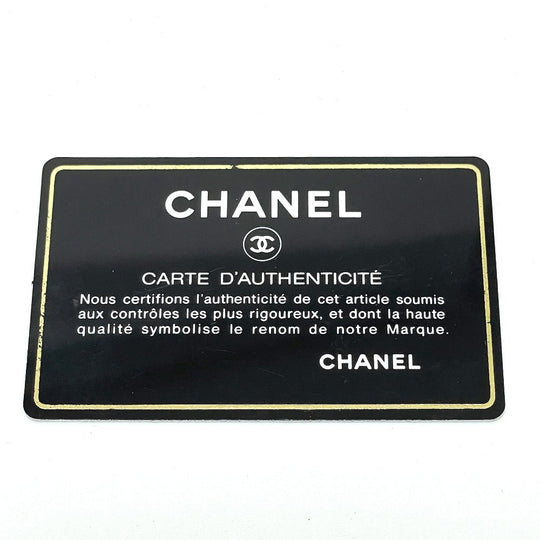 CHANEL
CARTE D'AUTHENTICITÉ
Nous certifions l'authenticité de cet article soumis
aux contrôles les plus rigoureux, et dont la haute
qualité symbolise le renom de notre Marque.
CHANEL